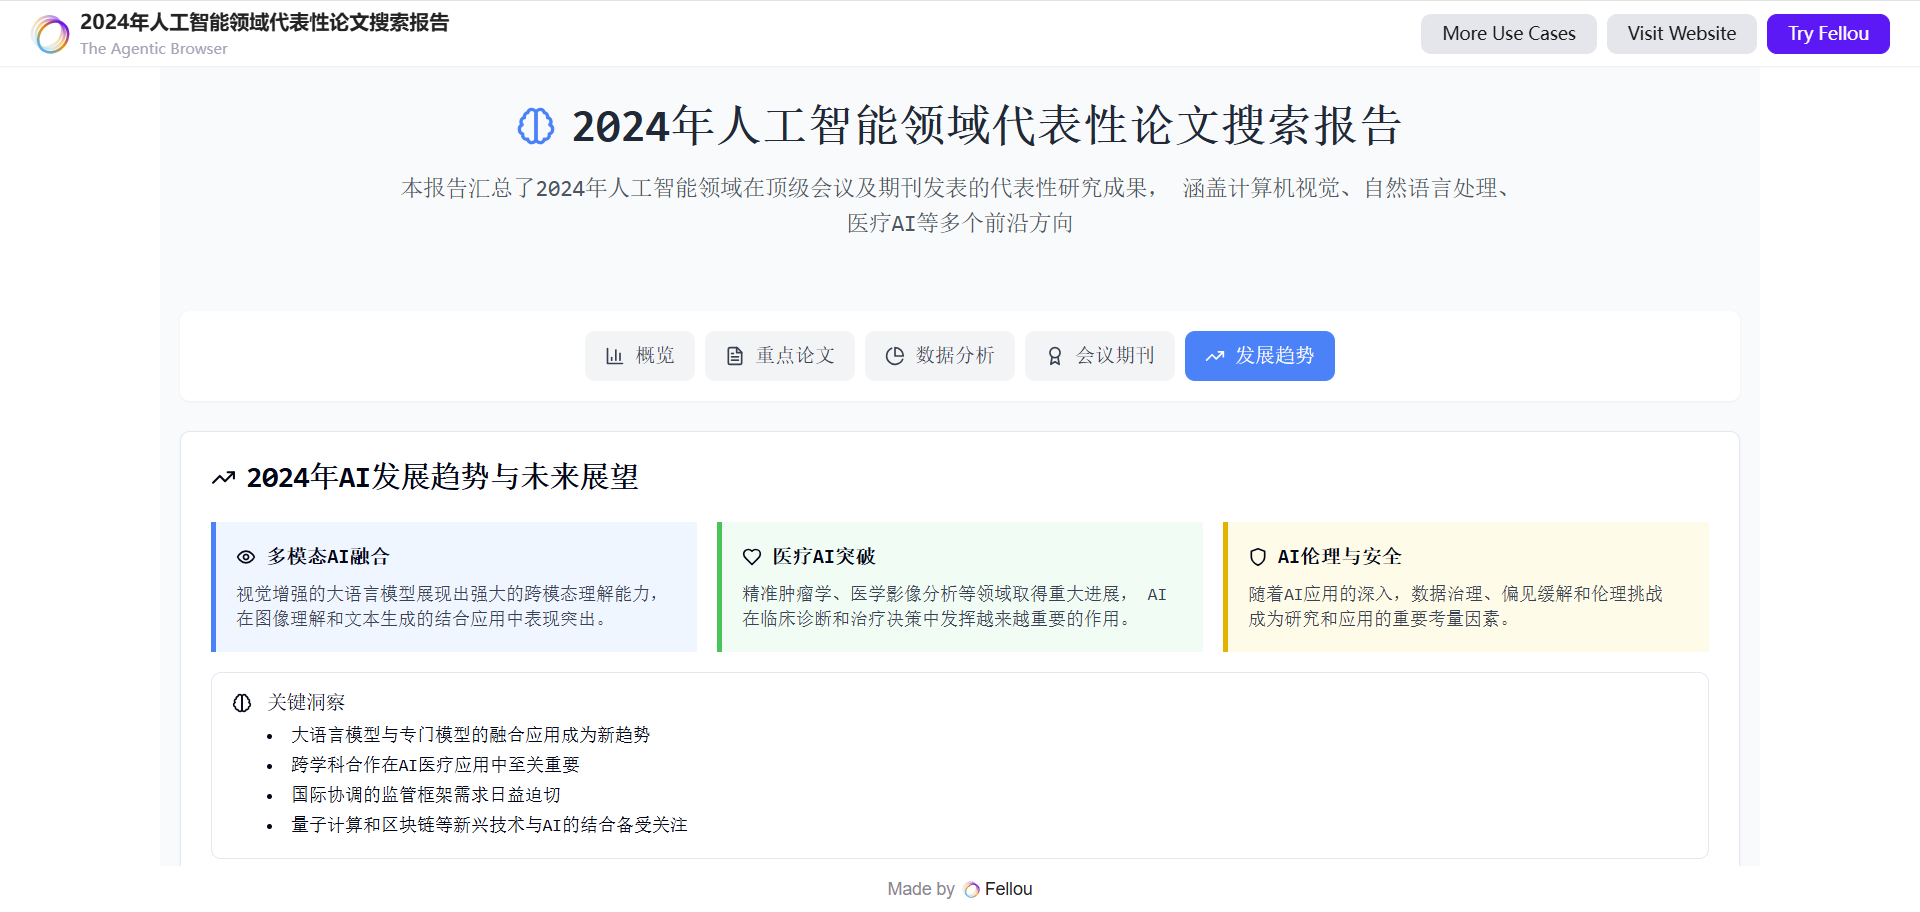 2024年人工智能领域代表性论文搜索报告
The Agentic Browser
More Use Cases
Visit Website
Try Fellou
2024年人工智能领域代表性论文搜索报告
本报告汇总了2024年人工智能领域在顶级会议及期刊发表的代表性研究成果， 涵盖计算机视觉、自然语言处理、
医疗AI等多个前沿方向
概览
重点论文
数据分析
会议期刊
发展趋势
2024年AI发展趋势与未来展望
多模态AI融合
视觉增强的大语言模型展现出强大的跨模态理解能力，
在图像理解和文本生成的结合应用中表现突出。
医疗AI突破
精准肿瘤学、医学影像分析等领域取得重大进展， AI
在临床诊断和治疗决策中发挥越来越重要的作用。
AI伦理与安全
随着AI应用的深入，数据治理、偏见缓解和伦理挑战
成为研究和应用的重要考量因素。
关键洞察
• 大语言模型与专门模型的融合应用成为新趋势
• 跨学科合作在AI医疗应用中至关重要
• 国际协调的监管框架需求日益迫切
• 量子计算和区块链等新兴技术与AI的结合备受关注
Made by Fellou